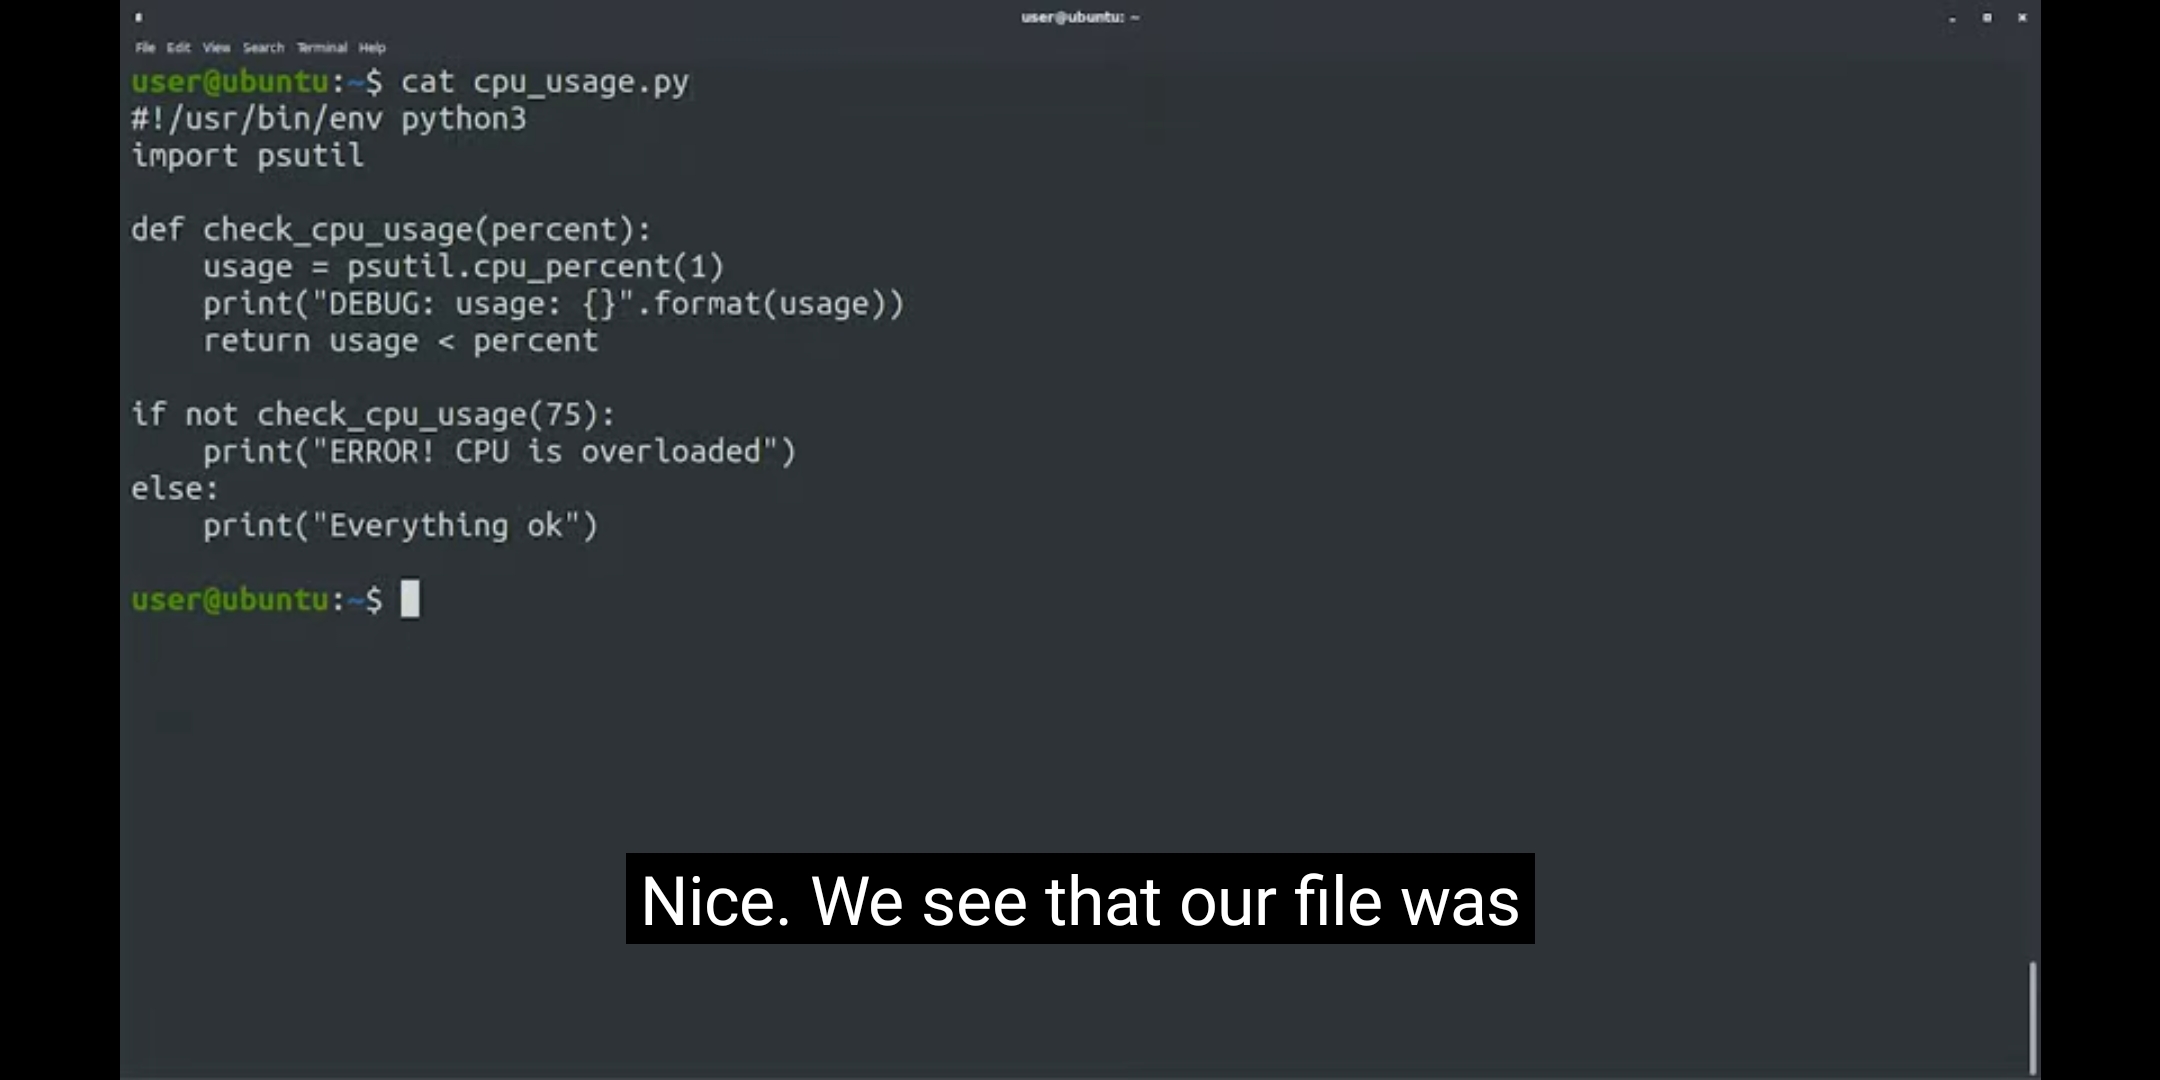 user@ubuntu: ~
File Edit View Search Terminal Help
user@ubuntu:~$ cat cpu_usage.py
#!/usr/bin/env python3
import psutil

def check_cpu_usage(percent):
    usage = psutil.cpu_percent(1)
    print("DEBUG: usage: {}".format(usage))
    return usage < percent

if not check_cpu_usage(75):
    print("ERROR! CPU is overloaded")
else:
    print("Everything ok")

user@ubuntu:~$
Nice. We see that our file was